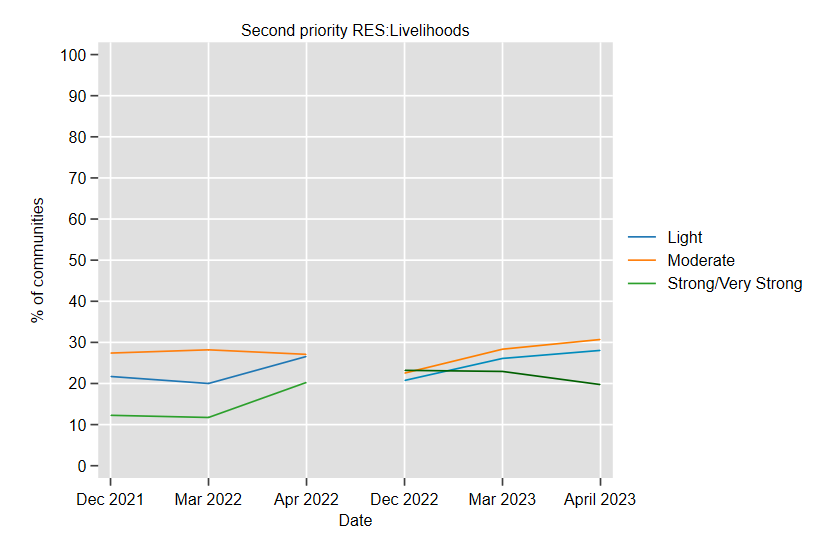 Second priority RES:Livelihoods
100
90
80
70
60
50
40
30
20
10
0
% of communities
Dec 2021 Mar 2022 Apr 2022 Dec 2022 Mar 2023 April 2023
Date
Light
Moderate
Strong/Very Strong